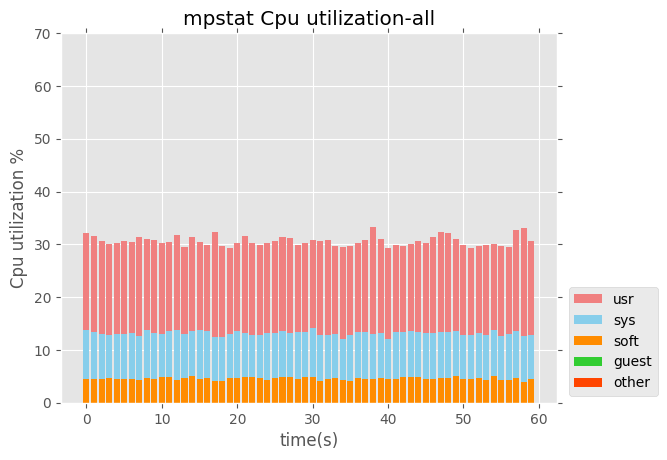 mpstat Cpu utilization-all
Cpu utilization %
70
60
50
40
30
20
10
0
0
10
20
30
40
50
60
time(s)
usr
sys
soft
guest
other